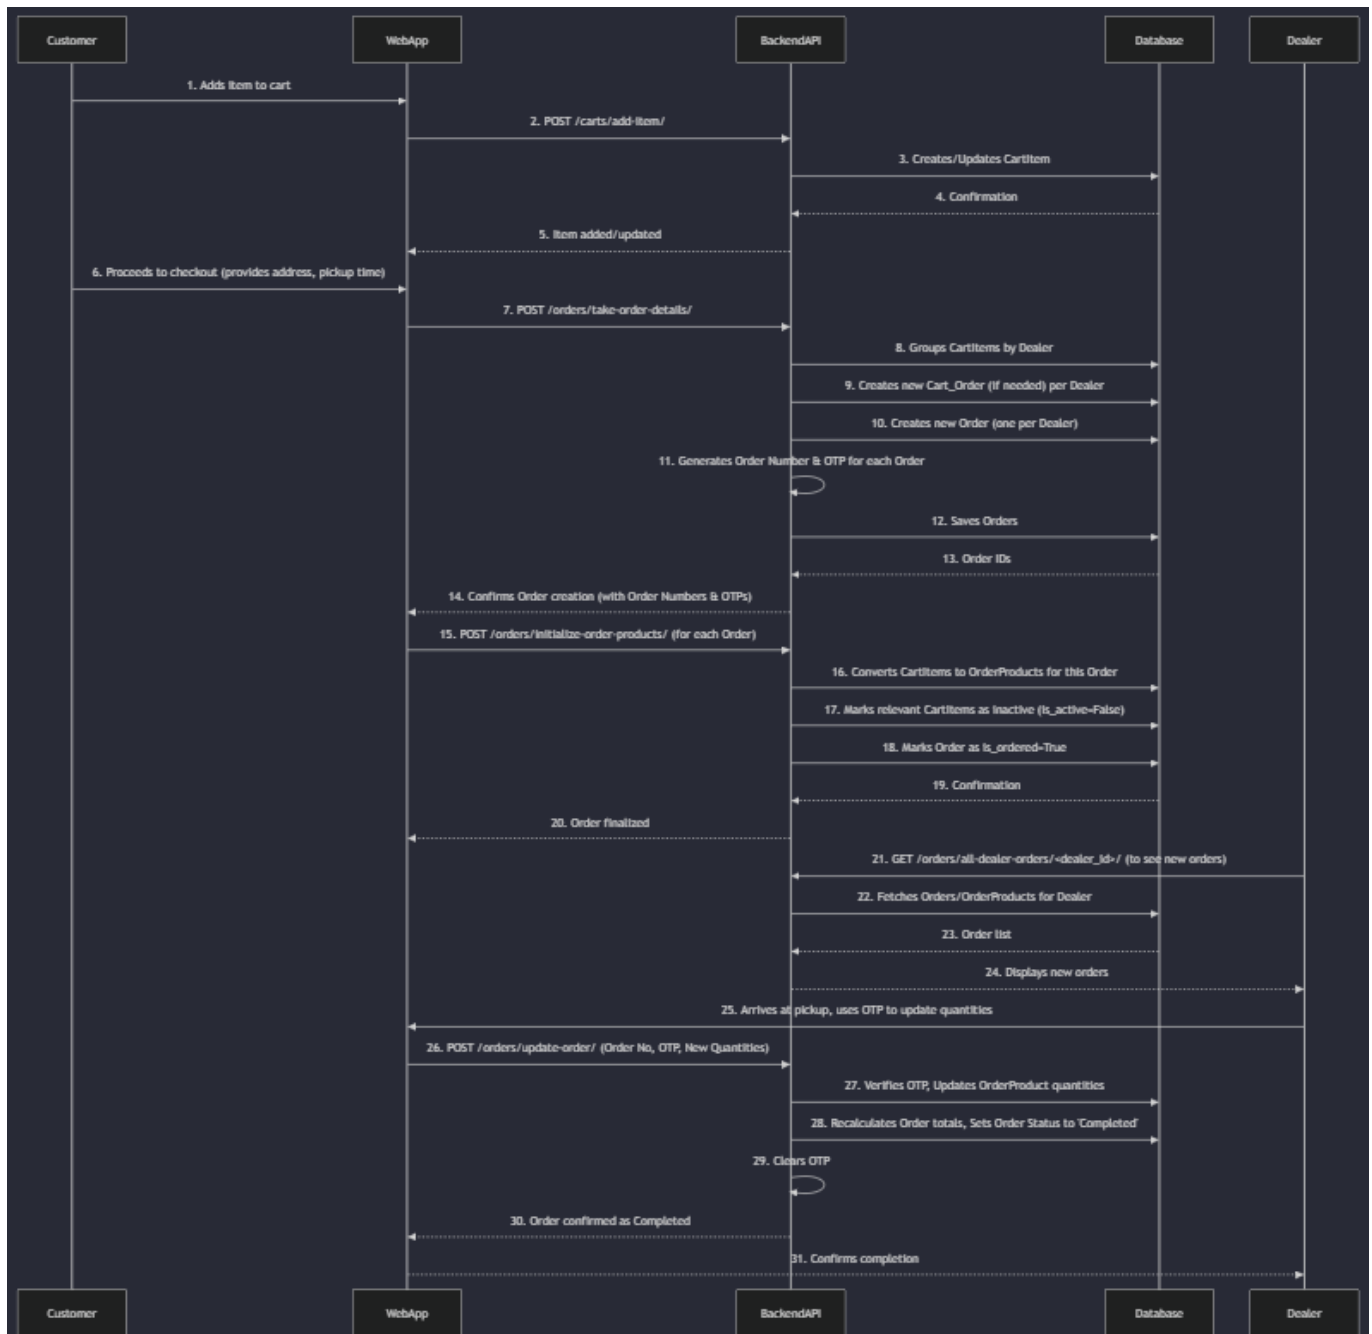 Customer
WebApp
BackendAPI
Database
Dealer
1. Adds item to cart
2. POST /carts/add-item/
3. Creates/Updates CartItem
4. Confirmation
5. Item added/updated
6. Proceeds to checkout (provides address, pickup time)
7. POST /orders/take-order-details/
8. Groups CartItems by Dealer
9. Creates new Cart_Order (if needed) per Dealer
10. Creates new Order (one per Dealer)
11. Generates Order Number & OTP for each Order
12. Saves Orders
13. Order IDs
14. Confirms Order creation (with Order Numbers & OTPs)
15. POST /orders/initialize-order-products/ (for each Order)
16. Converts CartItems to OrderProducts for this Order
17. Marks relevant CartItems as inactive (is_active=False)
18. Marks Order as is_ordered=True
19. Confirmation
20. Order finalized
21. GET /orders/all-dealer-orders/<dealer_id>/ (to see new orders)
22. Fetches Orders/OrderProducts for Dealer
23. Order list
24. Displays new orders
25. Arrives at pickup, uses OTP to update quantities
26. POST /orders/update-order/ (Order No, OTP, New Quantities)
27. Verifies OTP, Updates OrderProduct quantities
28. Recalculates Order totals, Sets Order Status to 'Completed'
29. Clears OTP
30. Order confirmed as Completed
31. Confirms completion
Customer
WebApp
BackendAPI
Database
Dealer